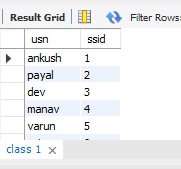 Result Grid Filter Rows
usn ssid
ankush 1
payal 2
dev 3
manav 4
varun 5
class 1